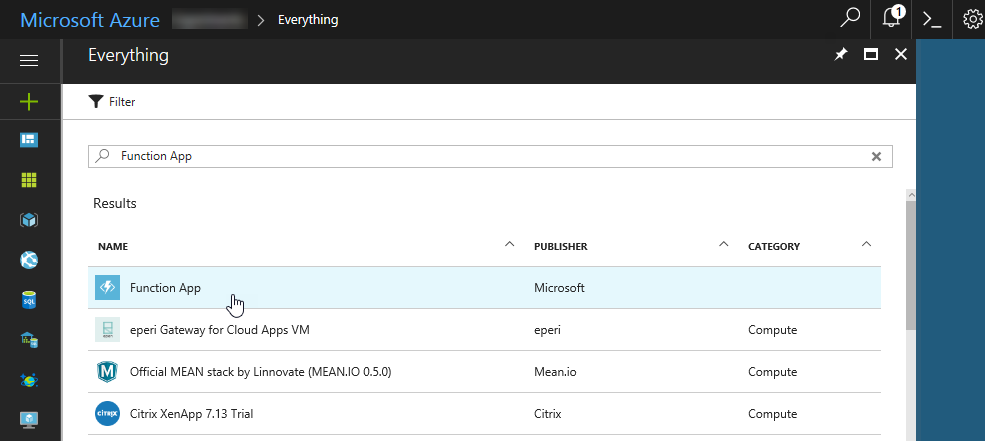 Microsoft Azure > Everything 1
Everything
Filter
Function App
Results
NAME PUBLISHER CATEGORY
Function App Microsoft
eperi Gateway for Cloud Apps VM eperi Compute
Official MEAN stack by Linnovate (MEAN.IO 0.5.0) Mean.io Compute
CITRIX Citrix XenApp 7.13 Trial Citrix Compute